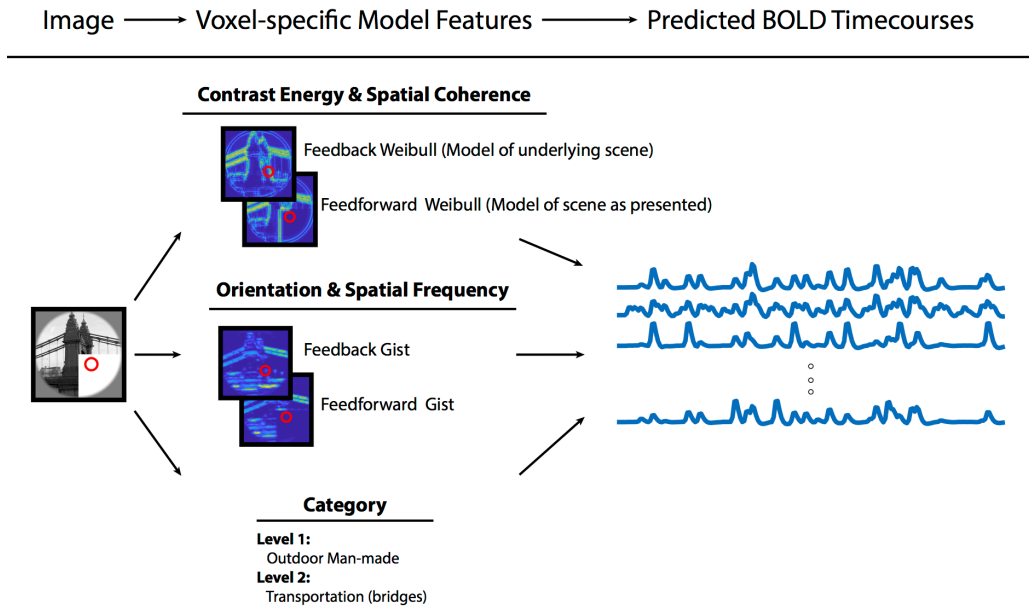 Image Voxel-specific Model Features Predicted BOLD Timecourses
Contrast Energy & Spatial Coherence
Feedback Weibull (Model of underlying scene)
Feedforward Weibull (Model of scene as presented)
Orientation & Spatial Frequency
Feedback Gist
Feedforward Gist
Category
Level 1:
Outdoor Man-made
Level 2:
Transportation (bridges)